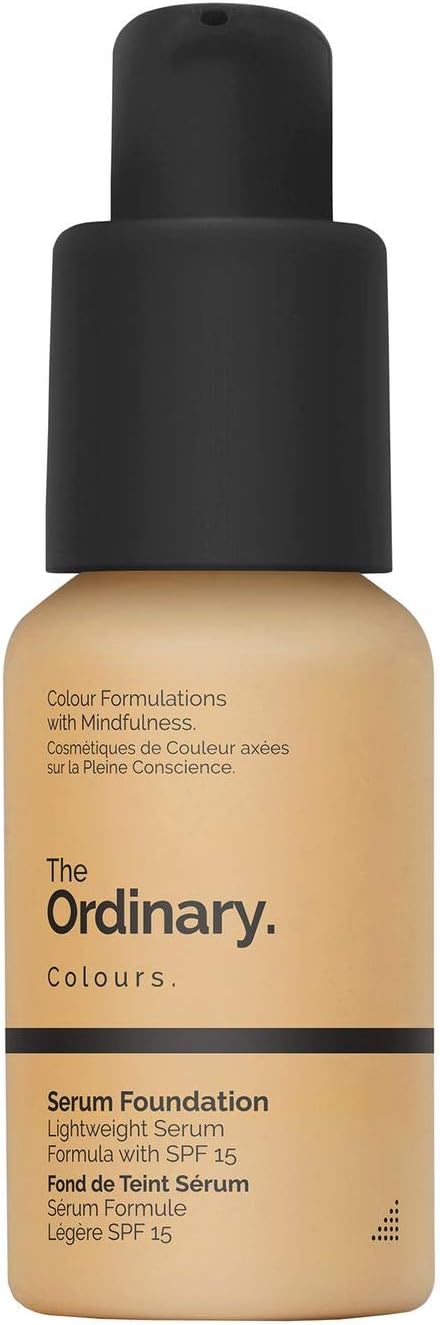 Colour Formulations
with Mindfulness.
Cosmétiques de Couleur axées
sur la Pleine Conscience.
The
Ordinary.
Colours.
Serum Foundation
Lightweight Serum
Formula with SPF 15
Fond de Teint Sérum
Sérum Formule
Légère SPF 15